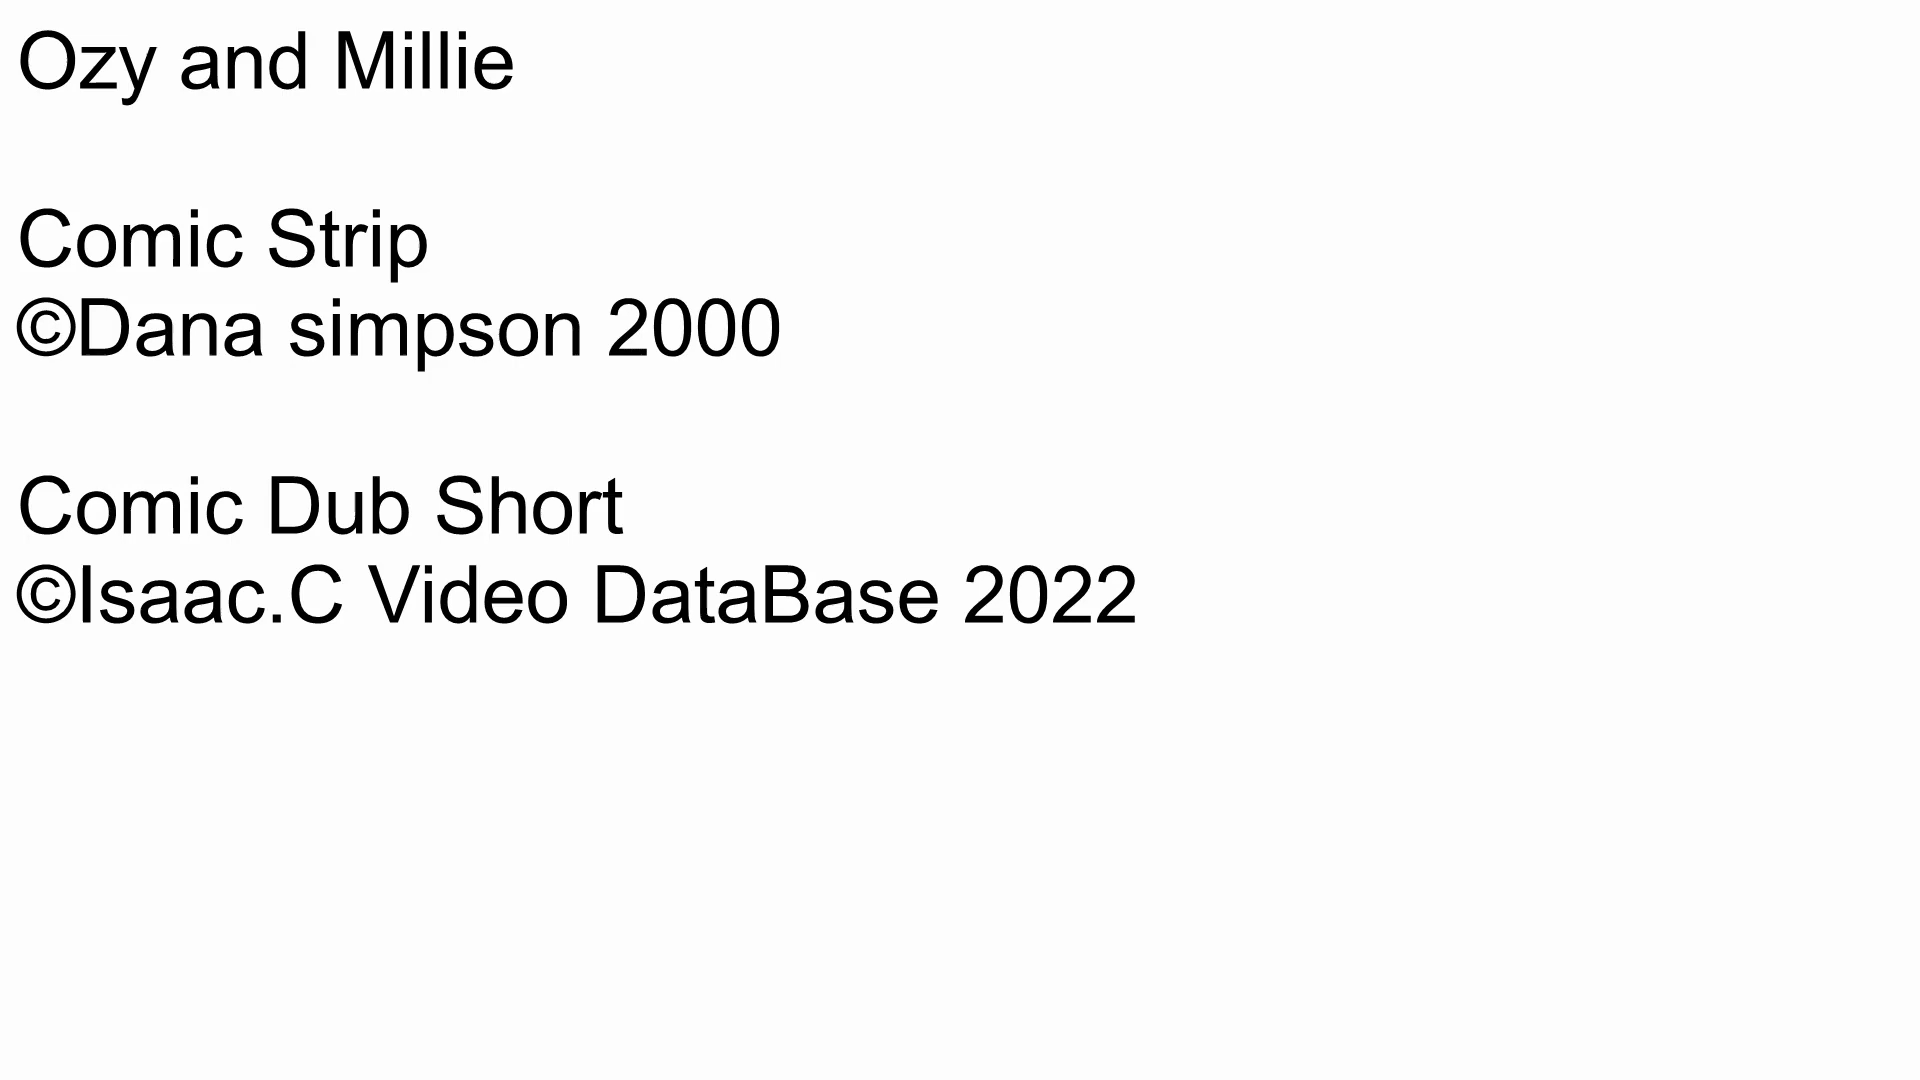 Ozy and Millie
Comic Strip
©Dana simpson 2000
Comic Dub Short
©Isaac.C Video DataBase 2022